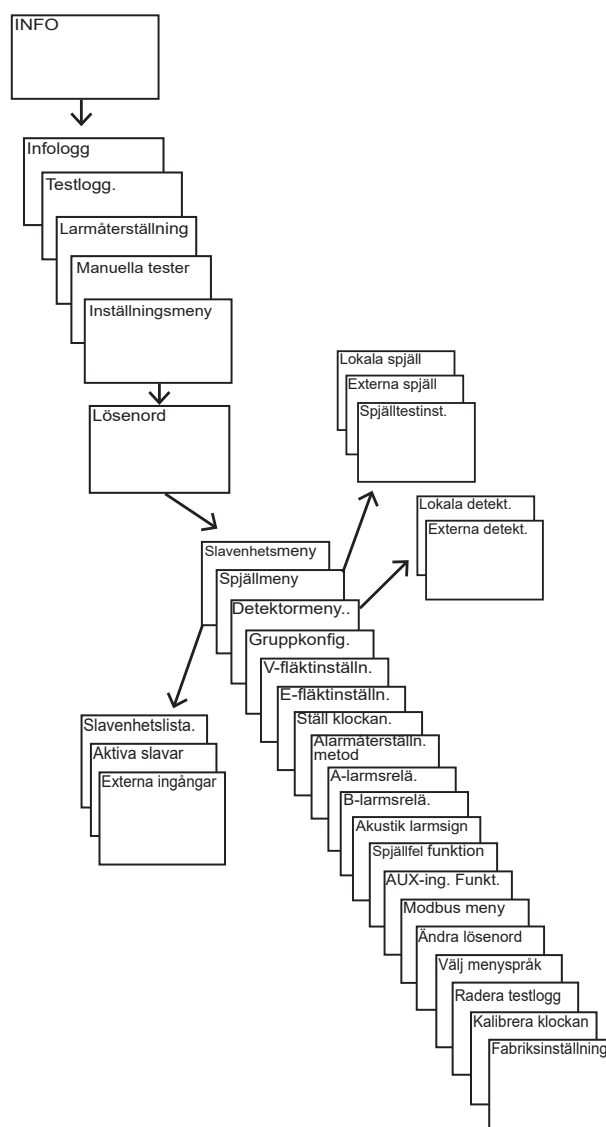 INFO
Infologg
Testlogg.
Larmåterställning
Manuella tester
Inställningsmeny
Lösenord
Lokala spjäll
Externa spjäll
Spjälltestinst.
Lokala detekt.
Externa detekt.
Slavenhetsmeny
Spjällmeny
Detektormeny..
Gruppkonfig.
V-fläktinställn.
E-fläktinställn.
Ställ klockan.
Alarmåterställn.
metod
A-larmsrelä.
B-larmsrelä.
Akustik larmsign
Spjällfel funktion
AUX-ing. Funkt.
Modbus meny
Ändra lösenord
Välj menyspråk
Radera testlogg
Kalibrera klockan
Fabriksinställning
Slavenhetslista.
Aktiva slavar
Externa ingångar